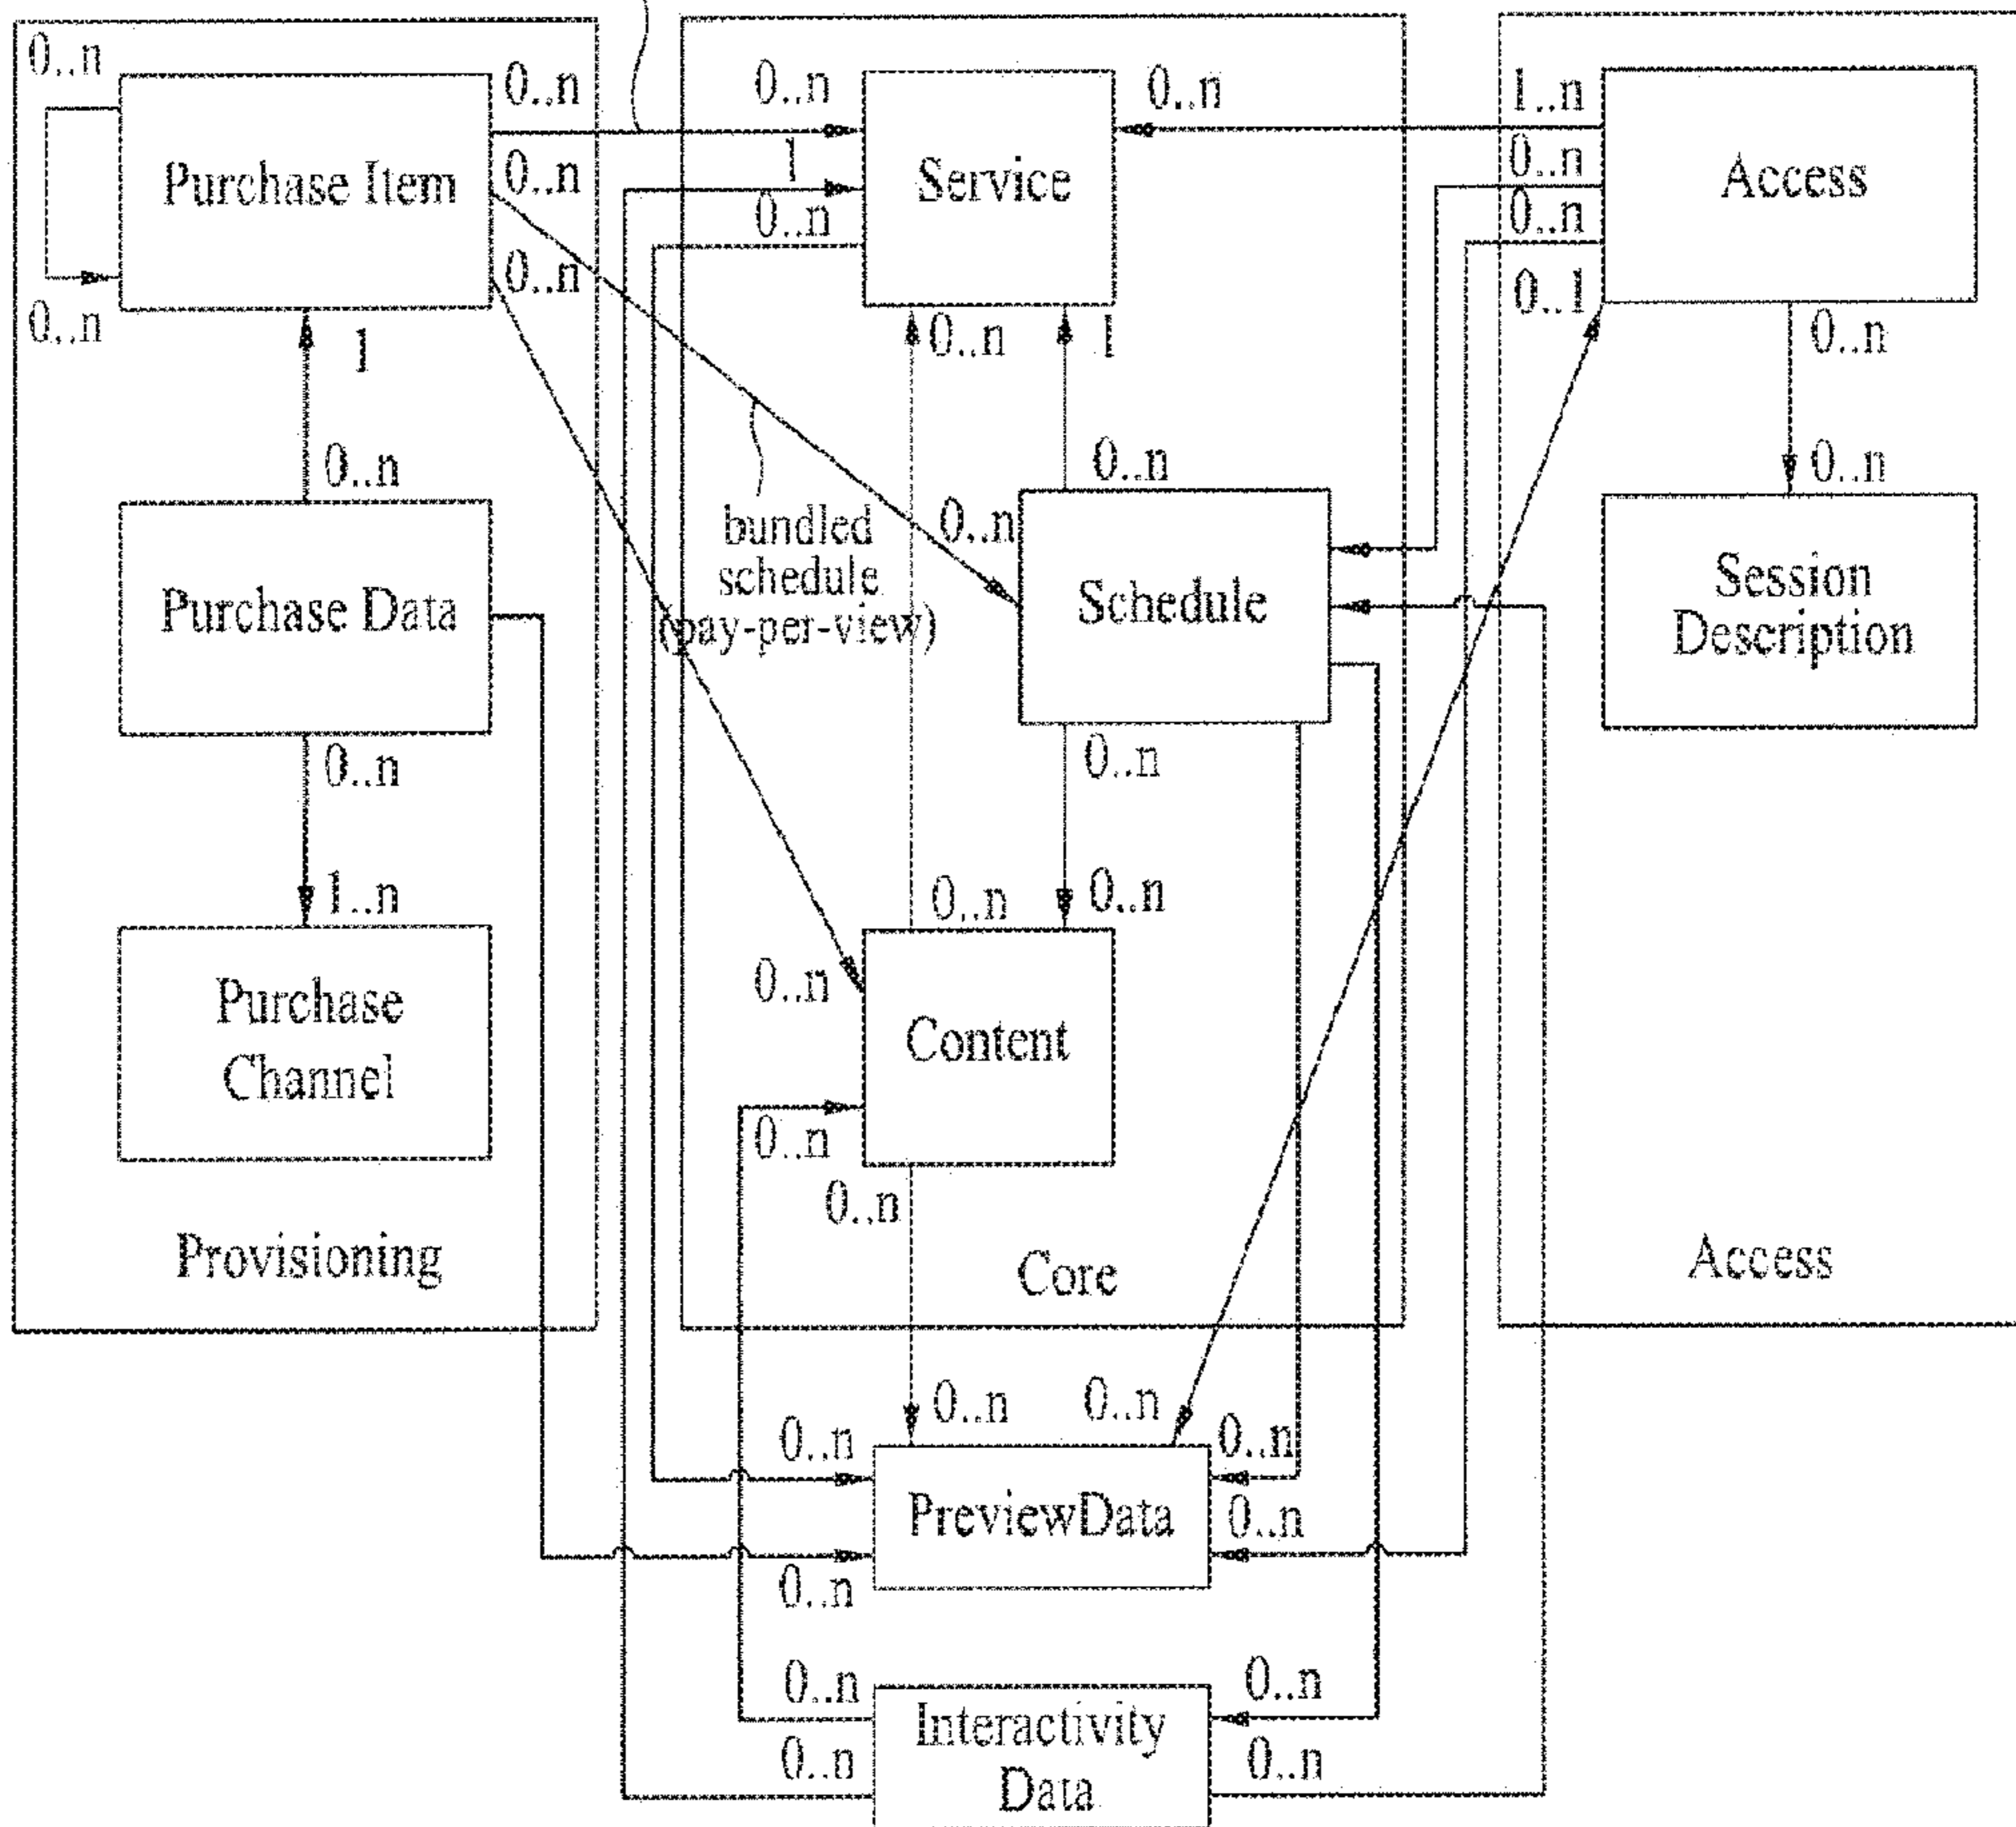 0..n
0..n
0..n
0..n
1..n
Purchase Item
0..n
1
Service
0..n
Access
0..n
0..n
0..n
0..n
0..1
0..n
1
0..n
1
0..n
0..n
0..n
0..n
0..n
bundled
schedule
(pay-per-view)
0..n
Purchase Data
Schedule
Session
Description
0..n
0..n
1..n
0..n
0..n
Purchase
Channel
0..n
Content
0..n
0..n
Provisioning
Core
Access
0..n
0..n
0..n
0..n
PreviewData
0..n
0..n
0..n
0..n
Interactivity
Data
0..n
0..n